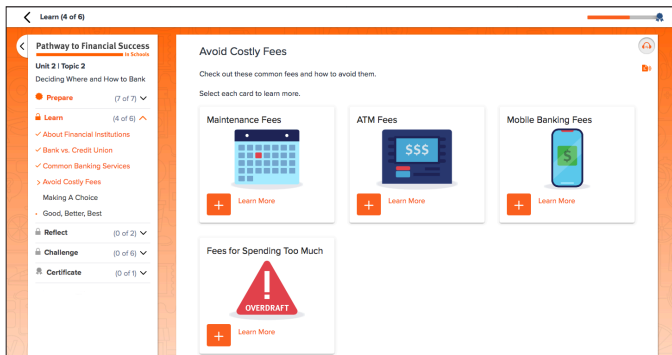 Learn (4 of 6)
Pathway to Financial Success
in Schools
Unit 2 | Topic 2
Deciding Where and How to Bank
Prepare (7 of 7)
Learn (4 of 6)
About Financial Institutions
Bank vs. Credit Union
Common Banking Services
Avoid Costly Fees
Making A Choice
Good, Better, Best
Reflect (0 of 2)
Challenge (0 of 6)
Certificate (0 of 1)
Avoid Costly Fees
Check out these common fees and how to avoid them.
Select each card to learn more.
Maintenance Fees
Learn More
ATM Fees
$$$
Learn More
Mobile Banking Fees
$
Learn More
Fees for Spending Too Much
!
OVERDRAFT
Learn More